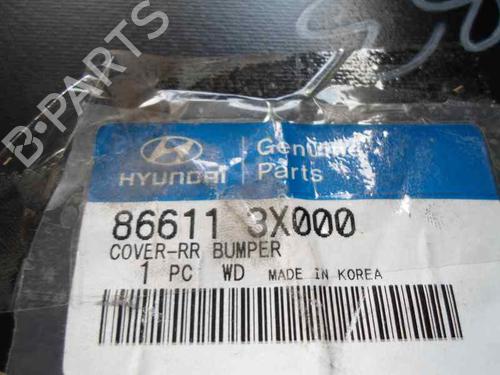 B-PARTS
HYUNDAI
Genuine
Parts
86611 3X000
COVER-RR BUMPER
1 PC WD MADE IN KOREA